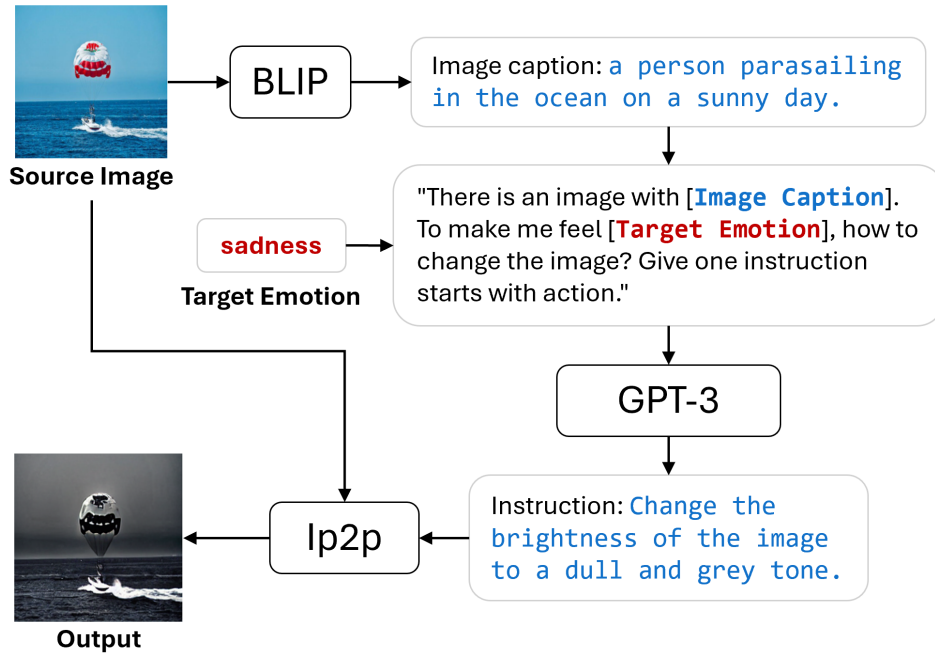 BLIP
Image caption: a person parasailing
in the ocean on a sunny day.
Source Image
"There is an image with [Image Caption].
To make me feel [Target Emotion], how to
change the image? Give one instruction
starts with action."
sadness
Target Emotion
GPT-3
Instruction: Change the
brightness of the image
to a dull and grey tone.
Ip2p
Output